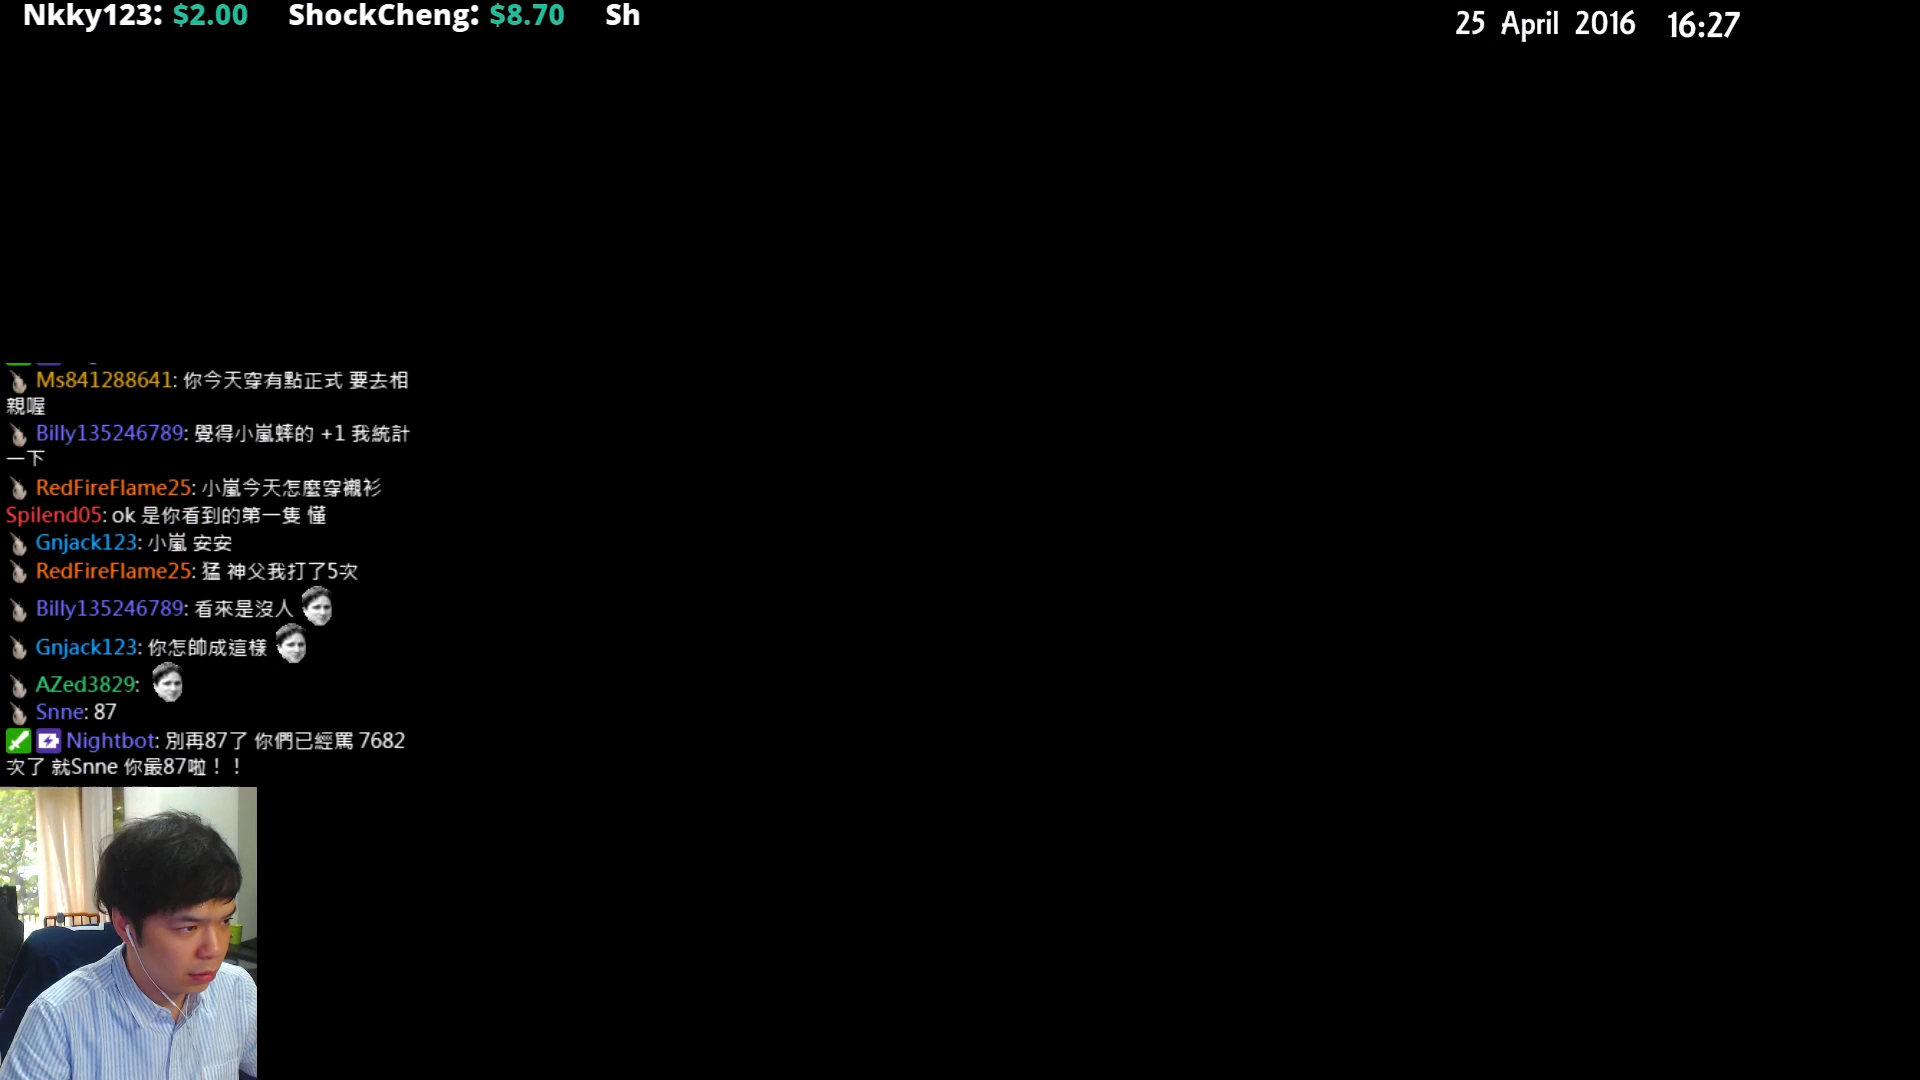 Nkky123: $2.00 ShockCheng: $8.70 Sh
25 April 2016 16:27
Ms841288641: 你今天穿有點正式 要去相
親喔
Billy135246789: 覺得小嵐蟀的 +1 我統計
一下
RedFireFlame25: 小嵐今天怎麼穿襯衫
Spilend05: ok 是你看到的第一隻 懂
Gnjack123: 小嵐 安安
RedFireFlame25: 猛 神父我打了5次
Billy135246789: 看來是沒人
Gnjack123: 你怎帥成這樣
AZed3829:
Snne: 87
Nightbot: 別再87了 你們已經罵 7682
次了 就Snne 你最87啦！！